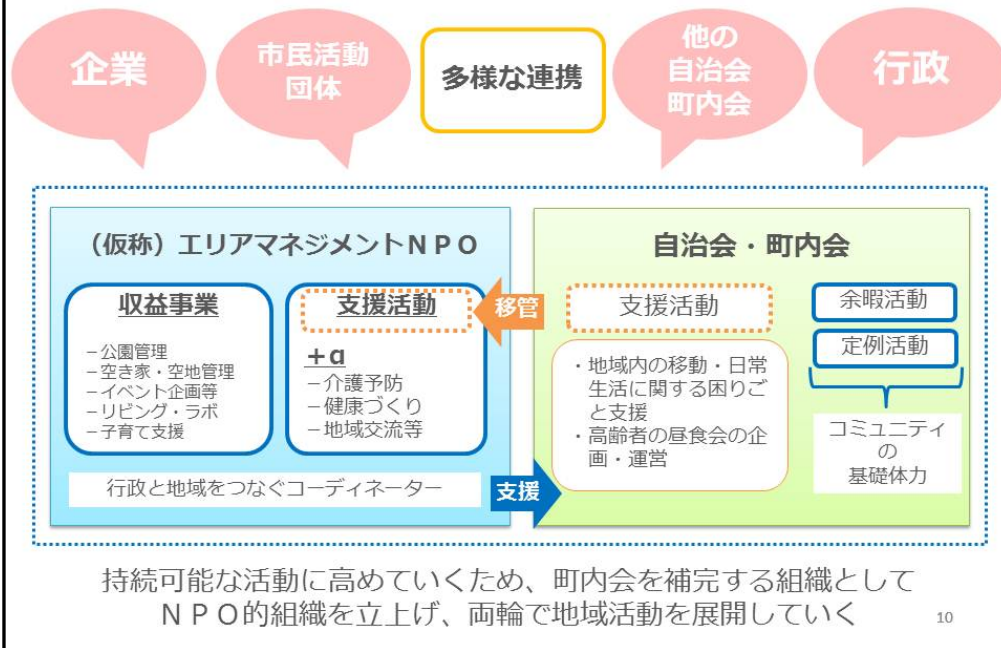 企業
市民活動
団体
多様な連携
他の
自治会
町内会
行政
（仮称）エリアマネジメントＮＰＯ
収益事業
－公園管理
－空き家・空地管理
－イベント企画等
－リビング・ラボ
－子育て支援
支援活動
＋α
－介護予防
－健康づくり
－地域交流等
行政と地域をつなぐコーディネーター
移管
支援
自治会・町内会
支援活動
・地域内の移動・日常
生活に関する困りご
と支援
・高齢者の昼食会の企
画・運営
余暇活動
定例活動
コミュニティ
の
基礎体力
持続可能な活動に高めていくため、町内会を補完する組織として
ＮＰＯ的組織を立上げ、両輪で地域活動を展開していく
10